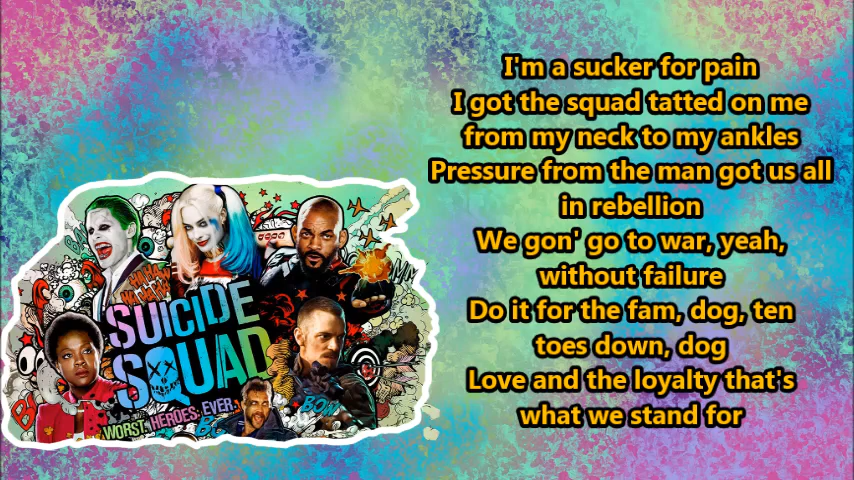 I'm a sucker for pain
I got the squad tatted on me
from my neck to my ankles
Pressure from the man got us all
in rebellion
We gon' go to war, yeah,
without failure
Do it for the fam, dog, ten
toes down, dog
Love and the loyalty that's
what we stand for
SUICIDE
SQUAD
WORST. HEROES. EVER.